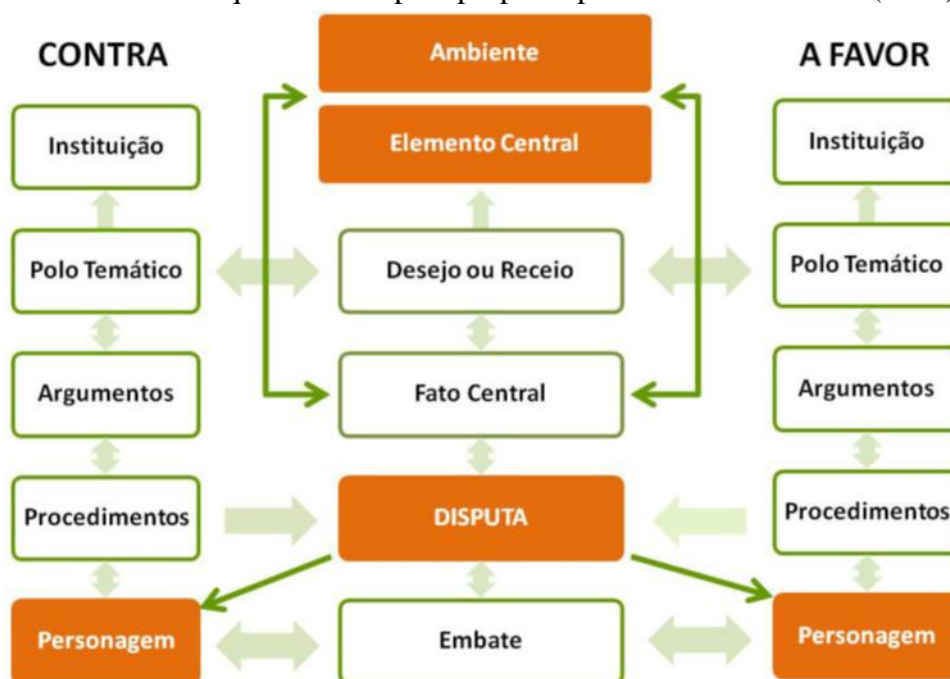 CONTRA
Ambiente
A FAVOR
Instituição
Elemento Central
Instituição
Polo Temático
Desejo ou Receio
Polo Temático
Argumentos
Fato Central
Argumentos
Procedimentos
DISPUTA
Procedimentos
Personagem
Embate
Personagem